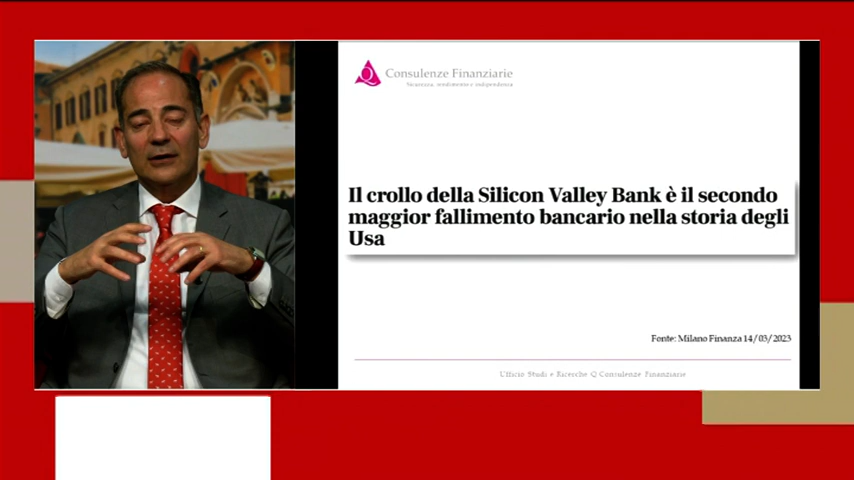 Q Consulenze Finanziarie
Sicurezza, rendimento e indipendenza
Il crollo della Silicon Valley Bank è il secondo
maggior fallimento bancario nella storia degli
Usa
Fonte: Milano Finanza 14/03/2023
Ufficio Studi e Ricerche Q Consulenze Finanziarie